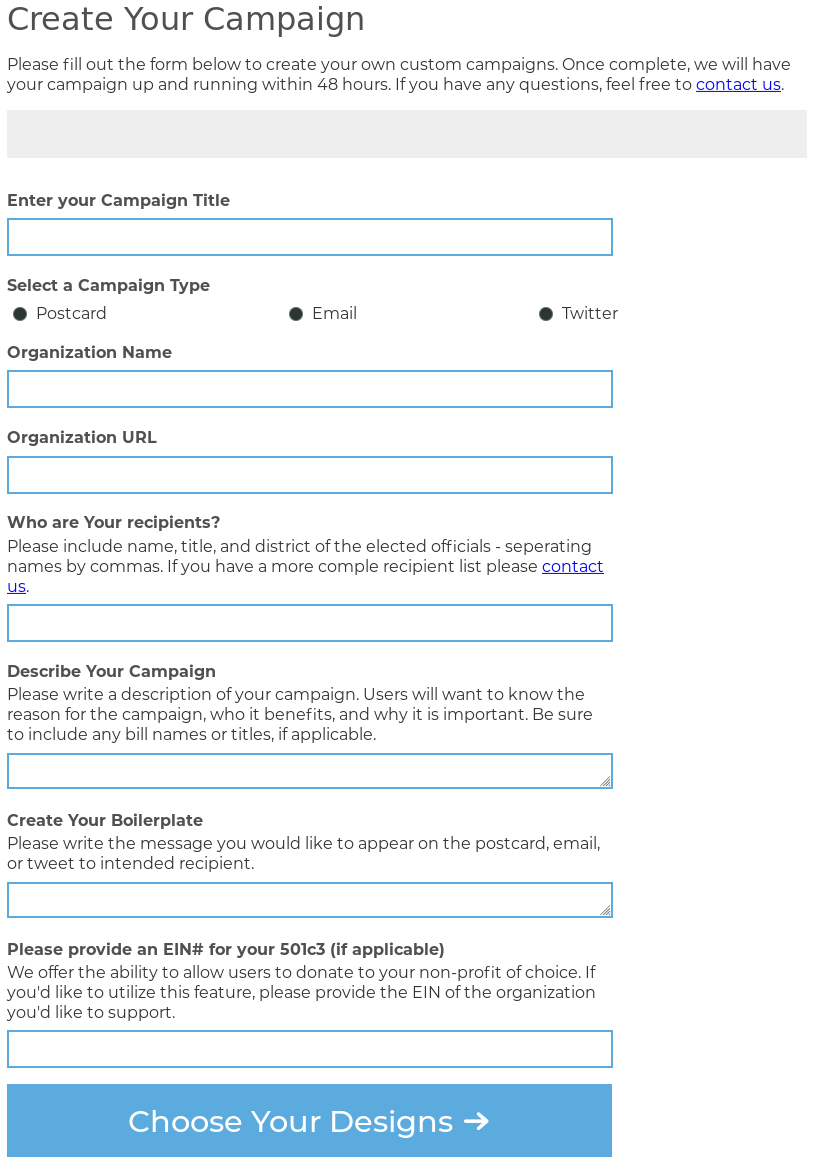 Create Your Campaign
Please fill out the form below to create your own custom campaigns. Once complete, we will have
your campaign up and running within 48 hours. If you have any questions, feel free to contact us.
Enter your Campaign Title
Select a Campaign Type
Postcard Email Twitter
Organization Name
Organization URL
Who are Your recipients?
Please include name, title, and district of the elected officials - seperating
names by commas. If you have a more comple recipient list please contact
us.
Describe Your Campaign
Please write a description of your campaign. Users will want to know the
reason for the campaign, who it benefits, and why it is important. Be sure
to include any bill names or titles, if applicable.
Create Your Boilerplate
Please write the message you would like to appear on the postcard, email,
or tweet to intended recipient.
Please provide an EIN# for your 501c3 (if applicable)
We offer the ability to allow users to donate to your non-profit of choice. If
you'd like to utilize this feature, please provide the EIN of the organization
you'd like to support.
Choose Your Designs →